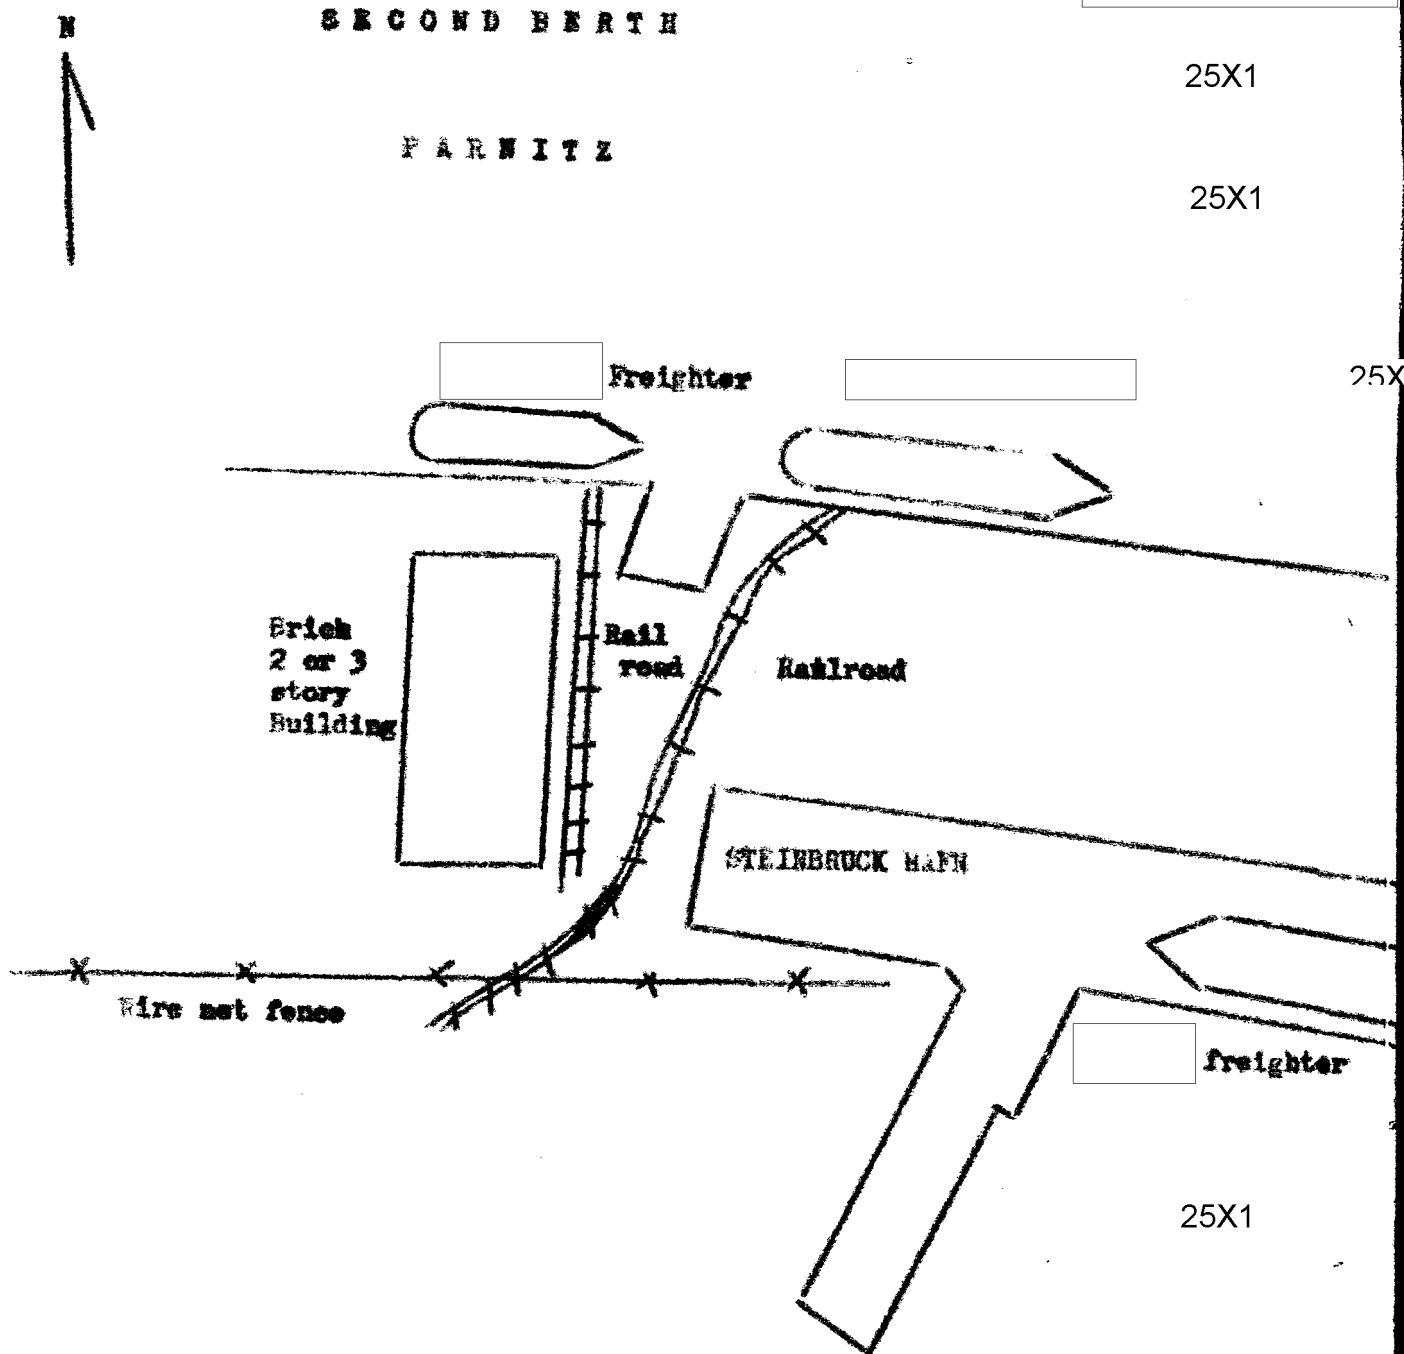 N
SECOND BERTH
25X1
PARNITZ
25X1
Freighter
25X
Brick
2 or 3
story
Building
Rail
road
Railroad
STEINBRUCK HAFN
Wire net fence
freighter
25X1